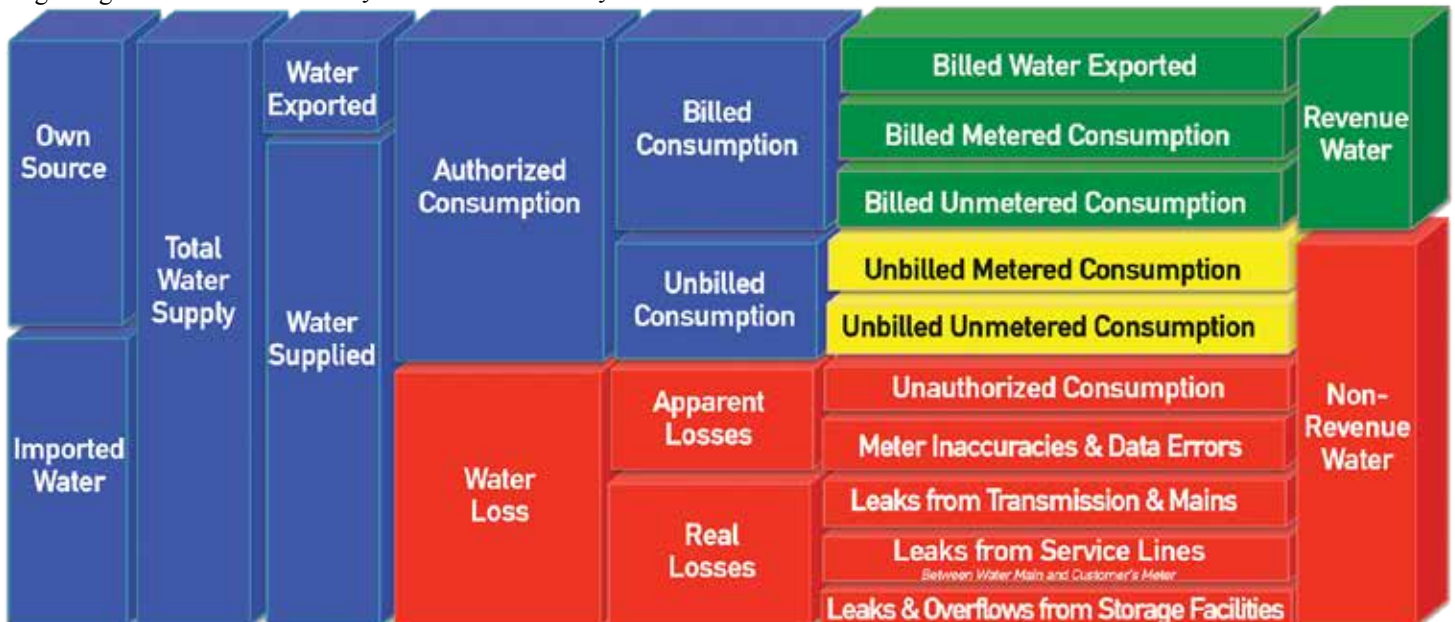 Own
Source
Imported
Water
Total
Water
Supply
Water
Exported
Water
Supplied
Authorized
Consumption
Water
Loss
Billed
Consumption
Unbilled
Consumption
Apparent
Losses
Real
Losses
Billed Water Exported
Billed Metered Consumption
Billed Unmetered Consumption
Unbilled Metered Consumption
Unbilled Unmetered Consumption
Unauthorized Consumption
Meter Inaccuracies & Data Errors
Leaks from Transmission & Mains
Leaks from Service Lines
Between Water Main and Customer's Meter
Leaks & Overflows from Storage Facilities
Revenue
Water
Non-
Revenue
Water